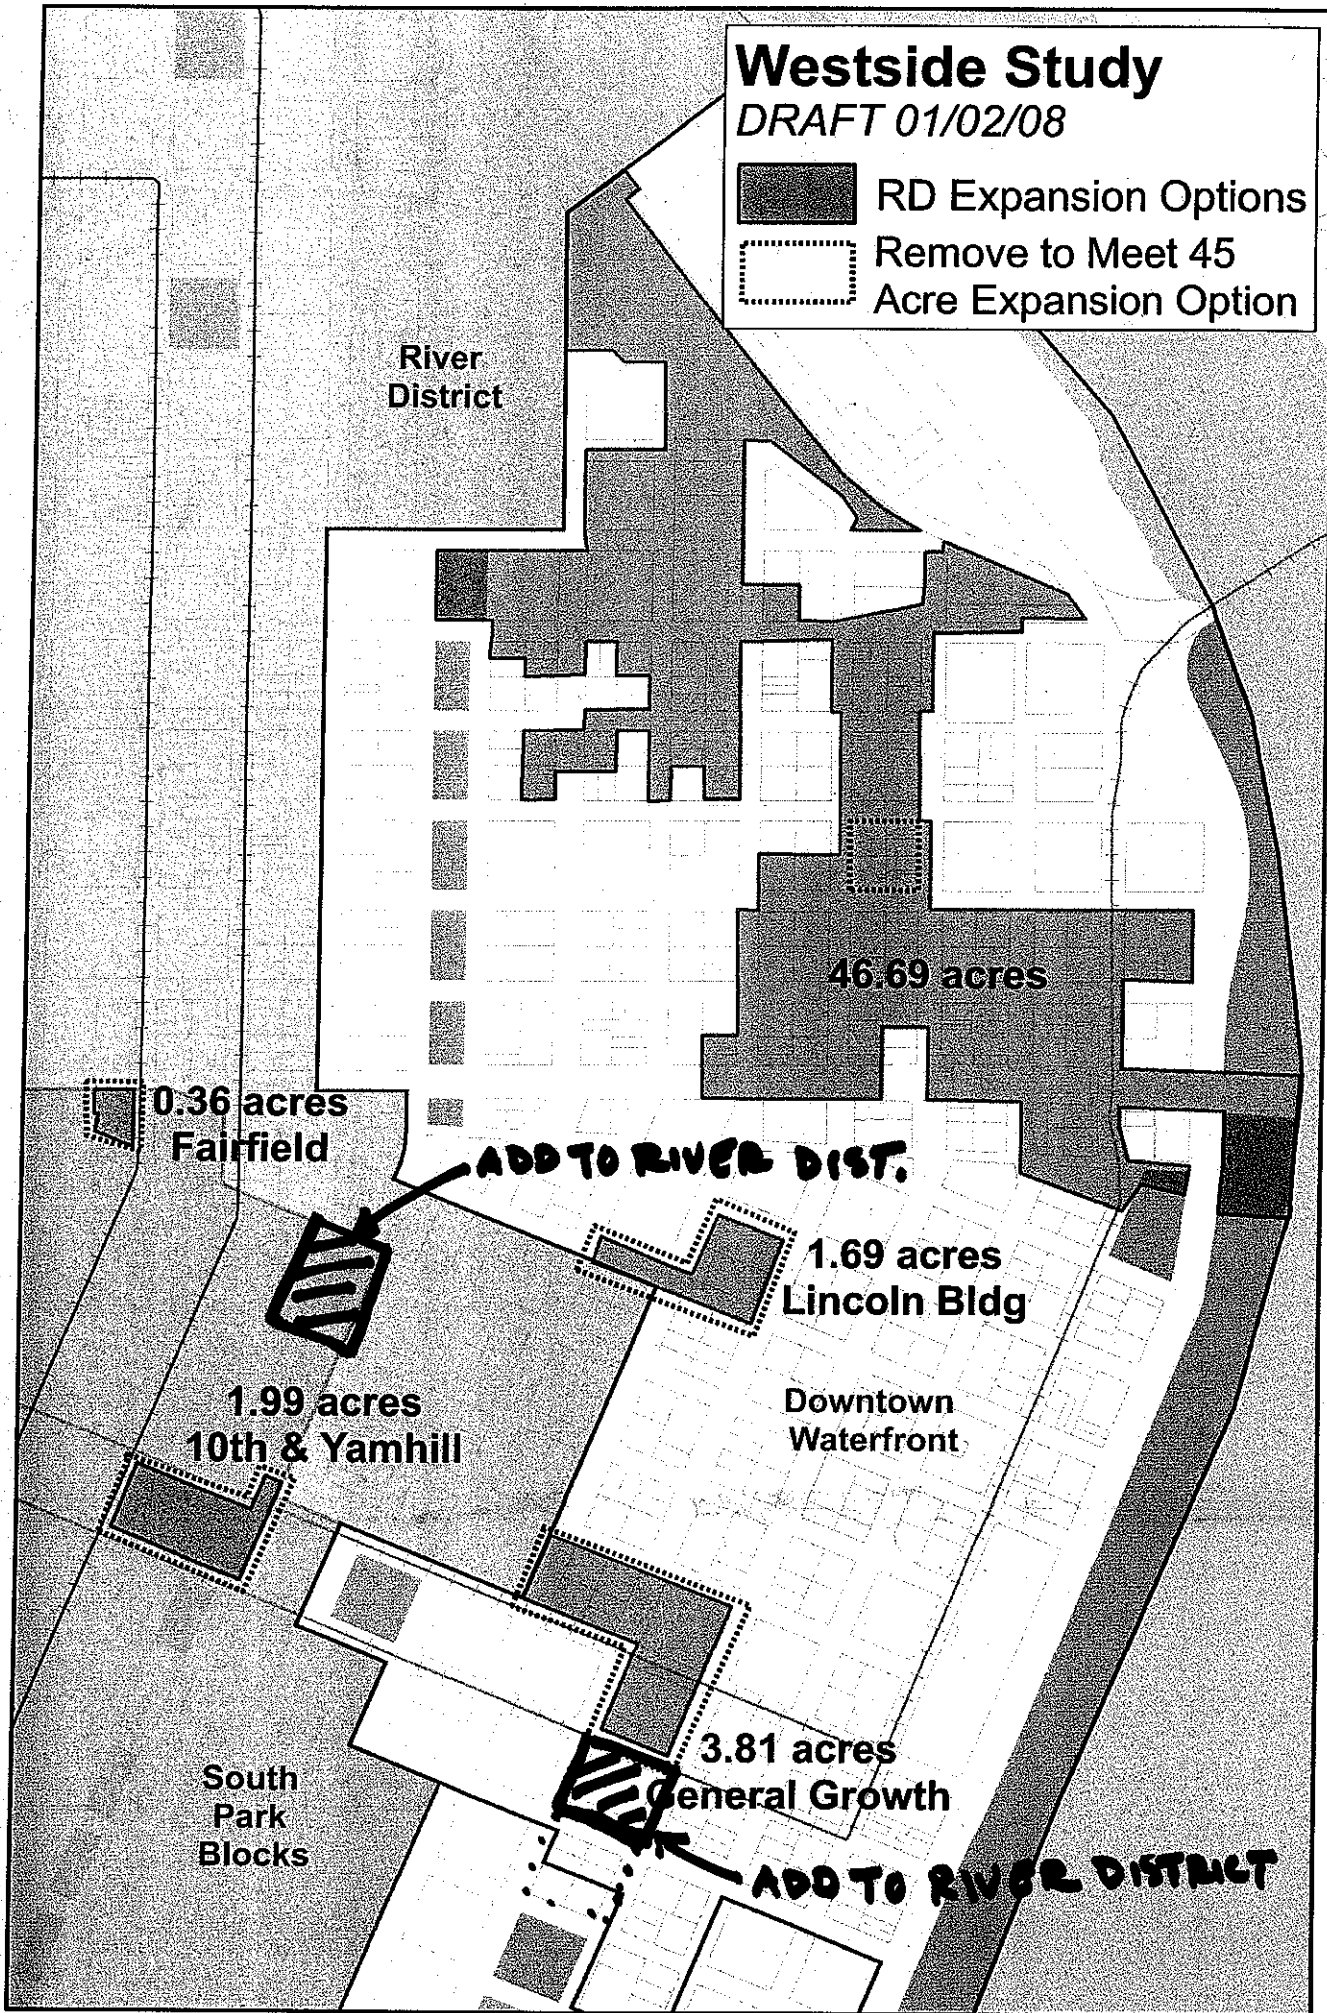 Westside Study
DRAFT 01/02/08
RD Expansion Options
Remove to Meet 45
Acre Expansion Option
River
District
46.69 acres
0.36 acres
Fairfield
ADD TO RIVER DIST.
1.69 acres
Lincoln Bldg
1.99 acres
10th & Yamhill
Downtown
Waterfront
3.81 acres
General Growth
South
Park
Blocks
ADD TO RIVER DISTRICT